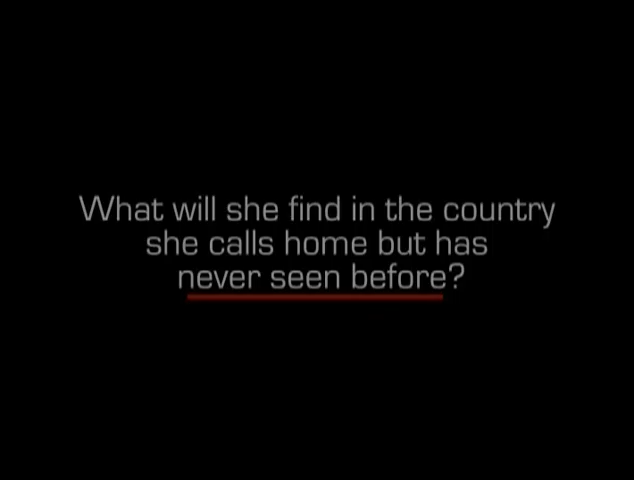 What will she find in the country
she calls home but has
never seen before?